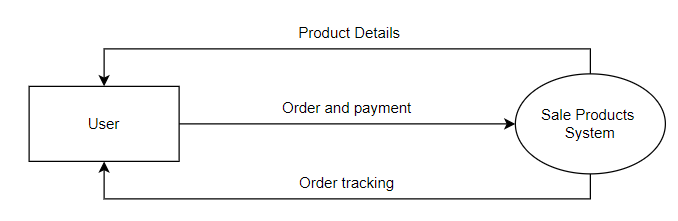 Product Details
User
Order and payment
Sale Products
System
Order tracking